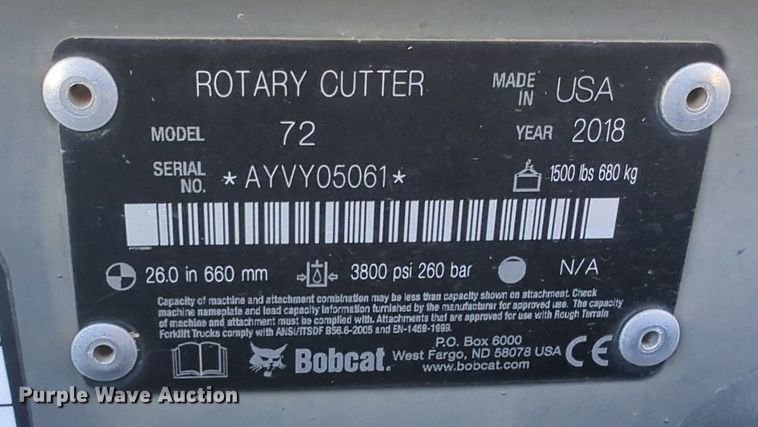 ROTARY CUTTER MADE IN USA
MODEL 72 YEAR 2018
SERIAL NO. *AYVY05061* 1500 lbs 680 kg
26.0 in 660 mm 3800 psi 260 bar N/A
Capacity of machine and attachment combination may be less than capacity shown on attachment. Check
machine nameplate and load capacity information furnished by the manufacturer for approved use. The capacity
of machine and attachment must be complied with. Attachments that are approved for use with Rough Terrain
Forklift Trucks comply with ANSI/ITSDF B56.6-2005 and EN-1459-1999.
Bobcat.
P.O. Box 6000
West Fargo, ND 58078 USA
www.bobcat.com
CE
Purple Wave Auction